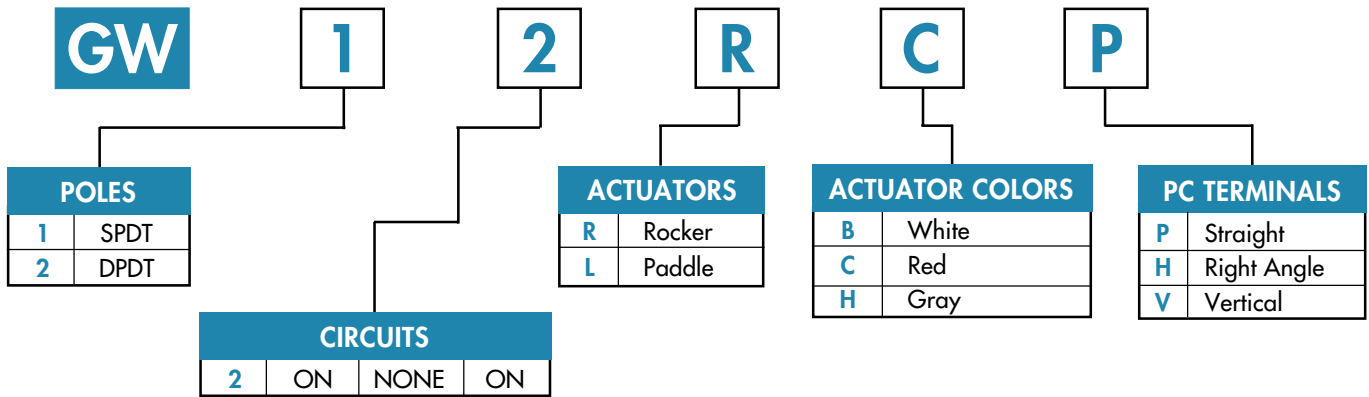 GW 1 2 R C P
POLES
1 SPDT
2 DPDT
CIRCUITS
2 ON NONE ON
ACTUATORS
R Rocker
L Paddle
ACTUATOR COLORS
B White
C Red
H Gray
PC TERMINALS
P Straight
H Right Angle
V Vertical